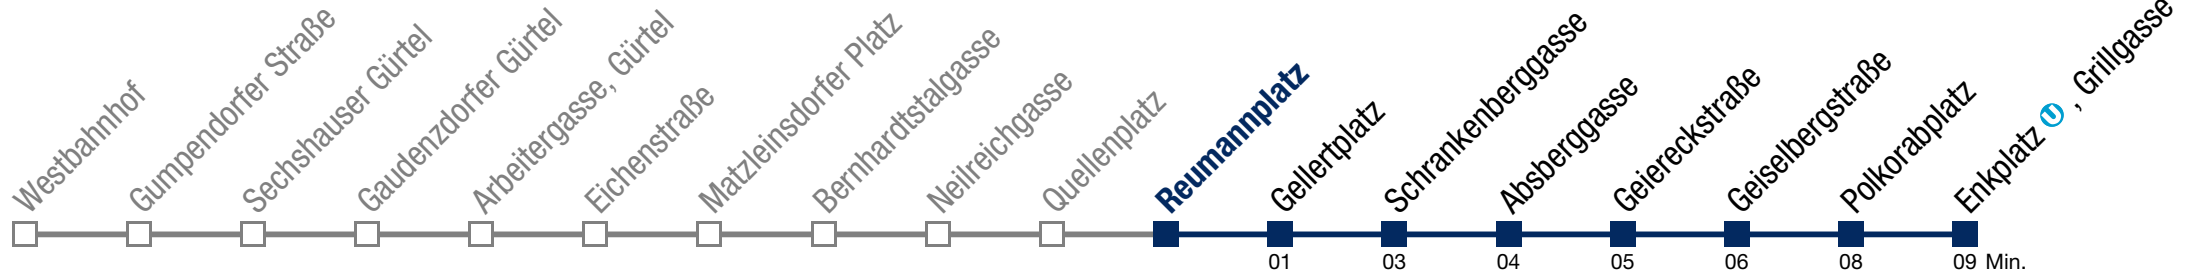 Westbahnhof
Gumpendorfer Straße
Sechshauser Gürtel
Gaudenzdorfer Gürtel
Arbeitergasse, Gürtel
Eichenstraße
Matzleinsdorfer Platz
Bernhardtstalgasse
Neilreichgasse
Quellenplatz
Reumannplatz
Gellertplatz
Schrankenberggasse
Absberggasse
Geiereckstraße
Geiselbergstraße
Polkorabplatz
Enkplatz U , Grillgasse
01 03 04 05 06 08 09 Min.